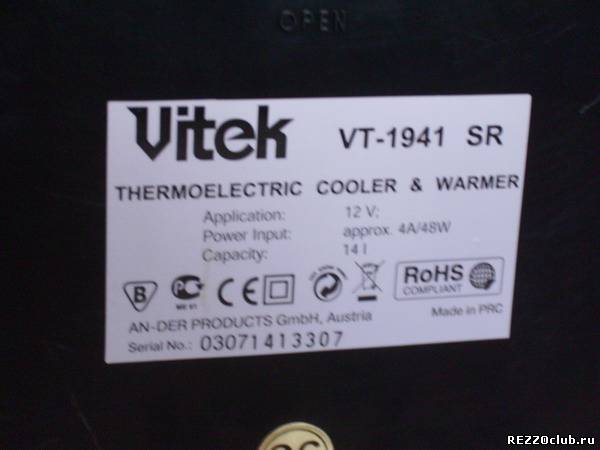 OPEN
Vitek VT-1941 SR
THERMOELECTRIC COOLER & WARMER
Application: 12 V;
Power Input: approx. 4A/48W
Capacity: 14 l
B CE RoHS
COMPLIANT
AN-DER PRODUCTS GmbH, Austria Made in PRC
Serial No.: 03071413307
REZZOclub.ru